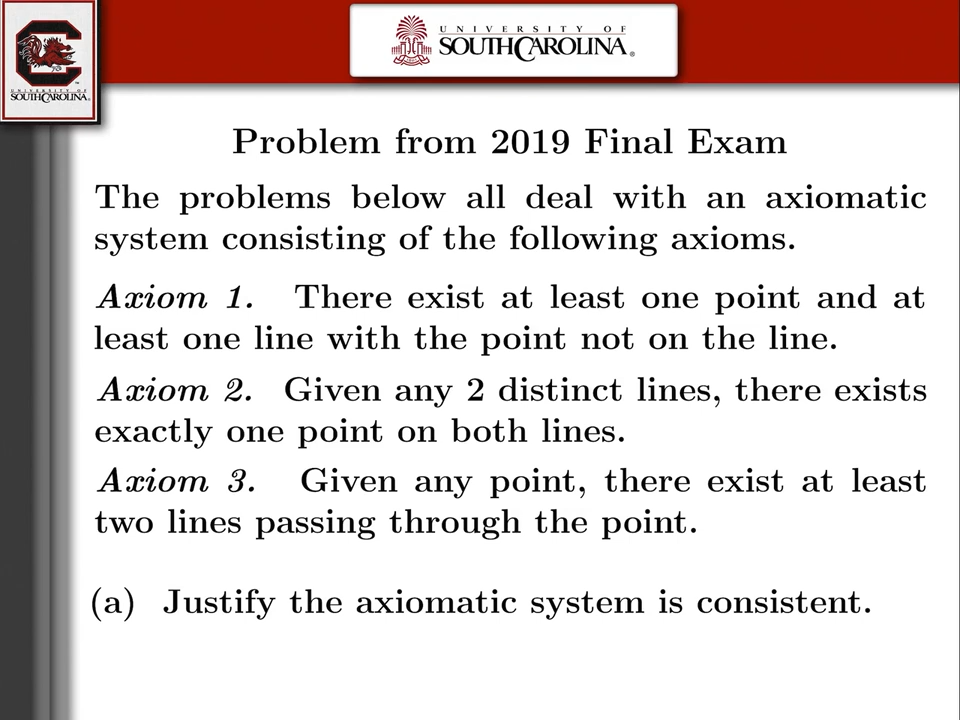 UNIVERSITY OF
SOUTH CAROLINA®
UNIVERSITY OF
SOUTH CAROLINA.
Problem from 2019 Final Exam
The problems below all deal with an axiomatic
system consisting of the following axioms.
Axiom 1. There exist at least one point and at
least one line with the point not on the line.
Axiom 2. Given any 2 distinct lines, there exists
exactly one point on both lines.
Axiom 3. Given any point, there exist at least
two lines passing through the point.
(a) Justify the axiomatic system is consistent.